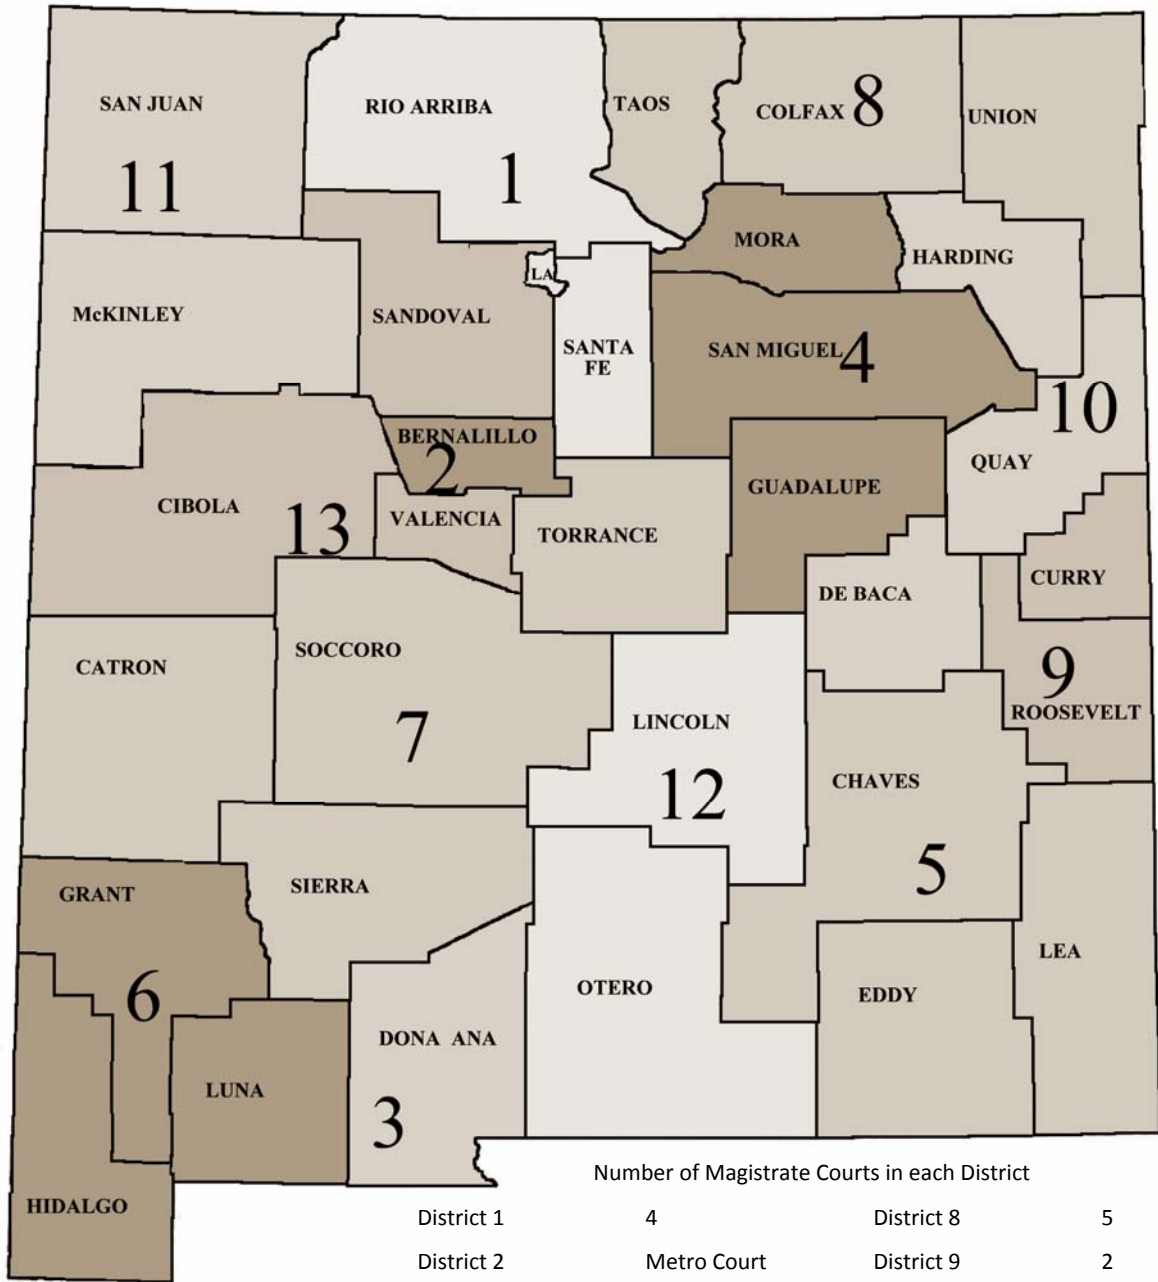 SAN JUAN
RIO ARRIBA
TAOS
COLFAX 8
UNION
11
1
MORA
HARDING
LA
McKINLEY
SANDOVAL
SANTA
FE
SAN MIGUEL 4
10
BERNALILLO
2
QUAY
GUADALUPE
CIBOLA
13
VALENCIA
TORRANCE
CURRY
DE BACA
SOCCORO
CATRON
9
ROOSEVELT
LINCOLN
7
CHAVES
12
5
SIERRA
GRANT
LEA
OTERO
EDDY
6
DONA ANA
LUNA
3
HIDALGO
Number of Magistrate Courts in each District
District 1 4 District 8 5
District 2 Metro Court District 9 2